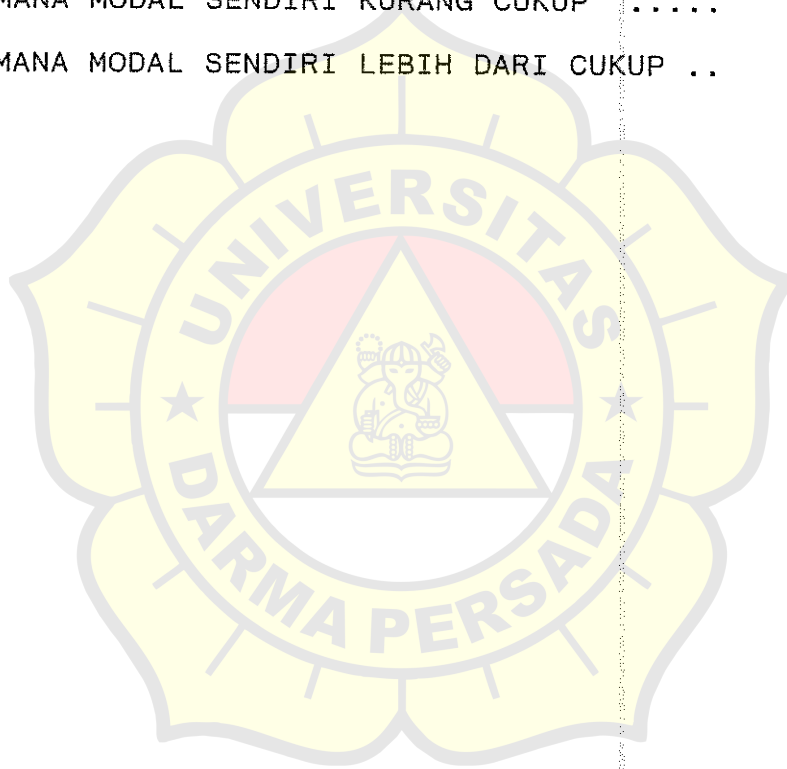 MANA MODAL SENDIRI KURANG CUKUP .....
MANA MODAL SENDIRI LEBIH DARI CUKUP ..
UNIVERSITAS
DARMA PERSADA